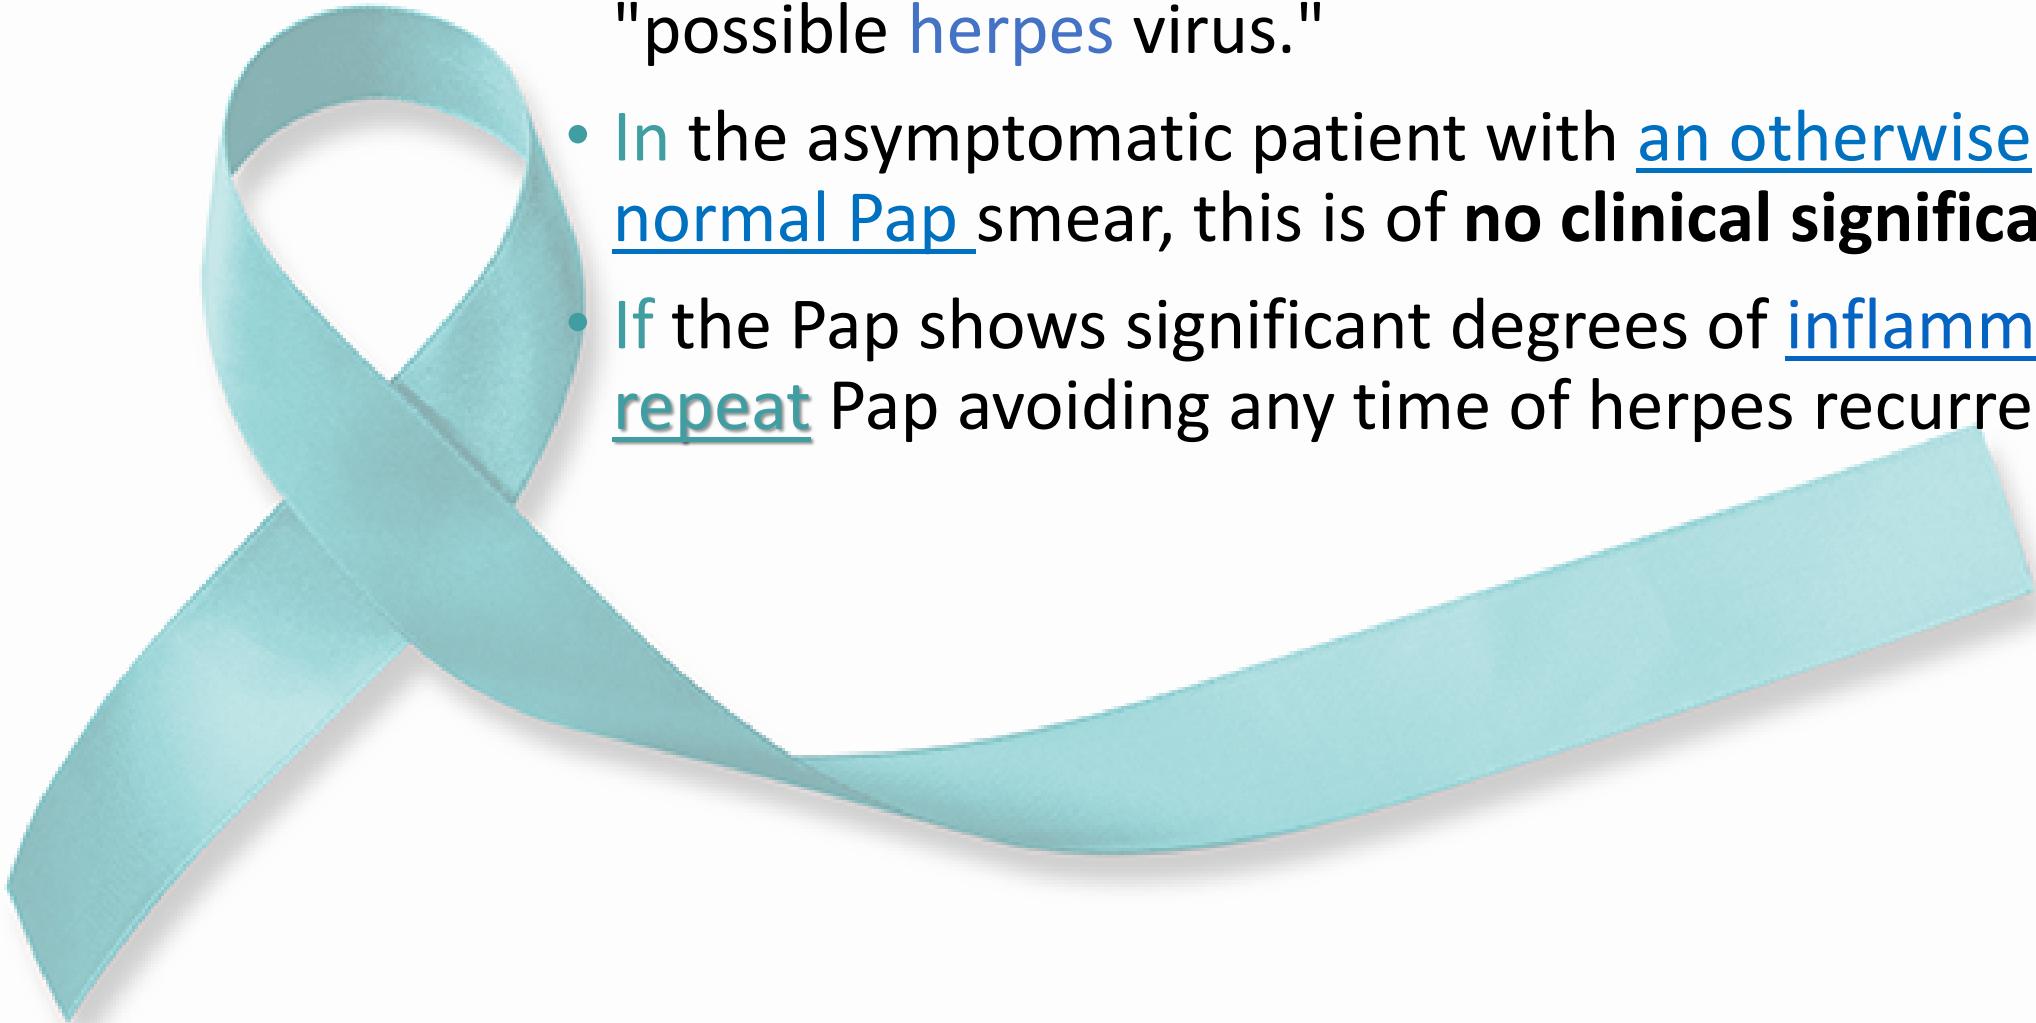 "possible herpes virus."
• In the asymptomatic patient with an otherwise
normal Pap smear, this is of no clinical significa
• If the Pap shows significant degrees of inflamm
repeat Pap avoiding any time of herpes recurre